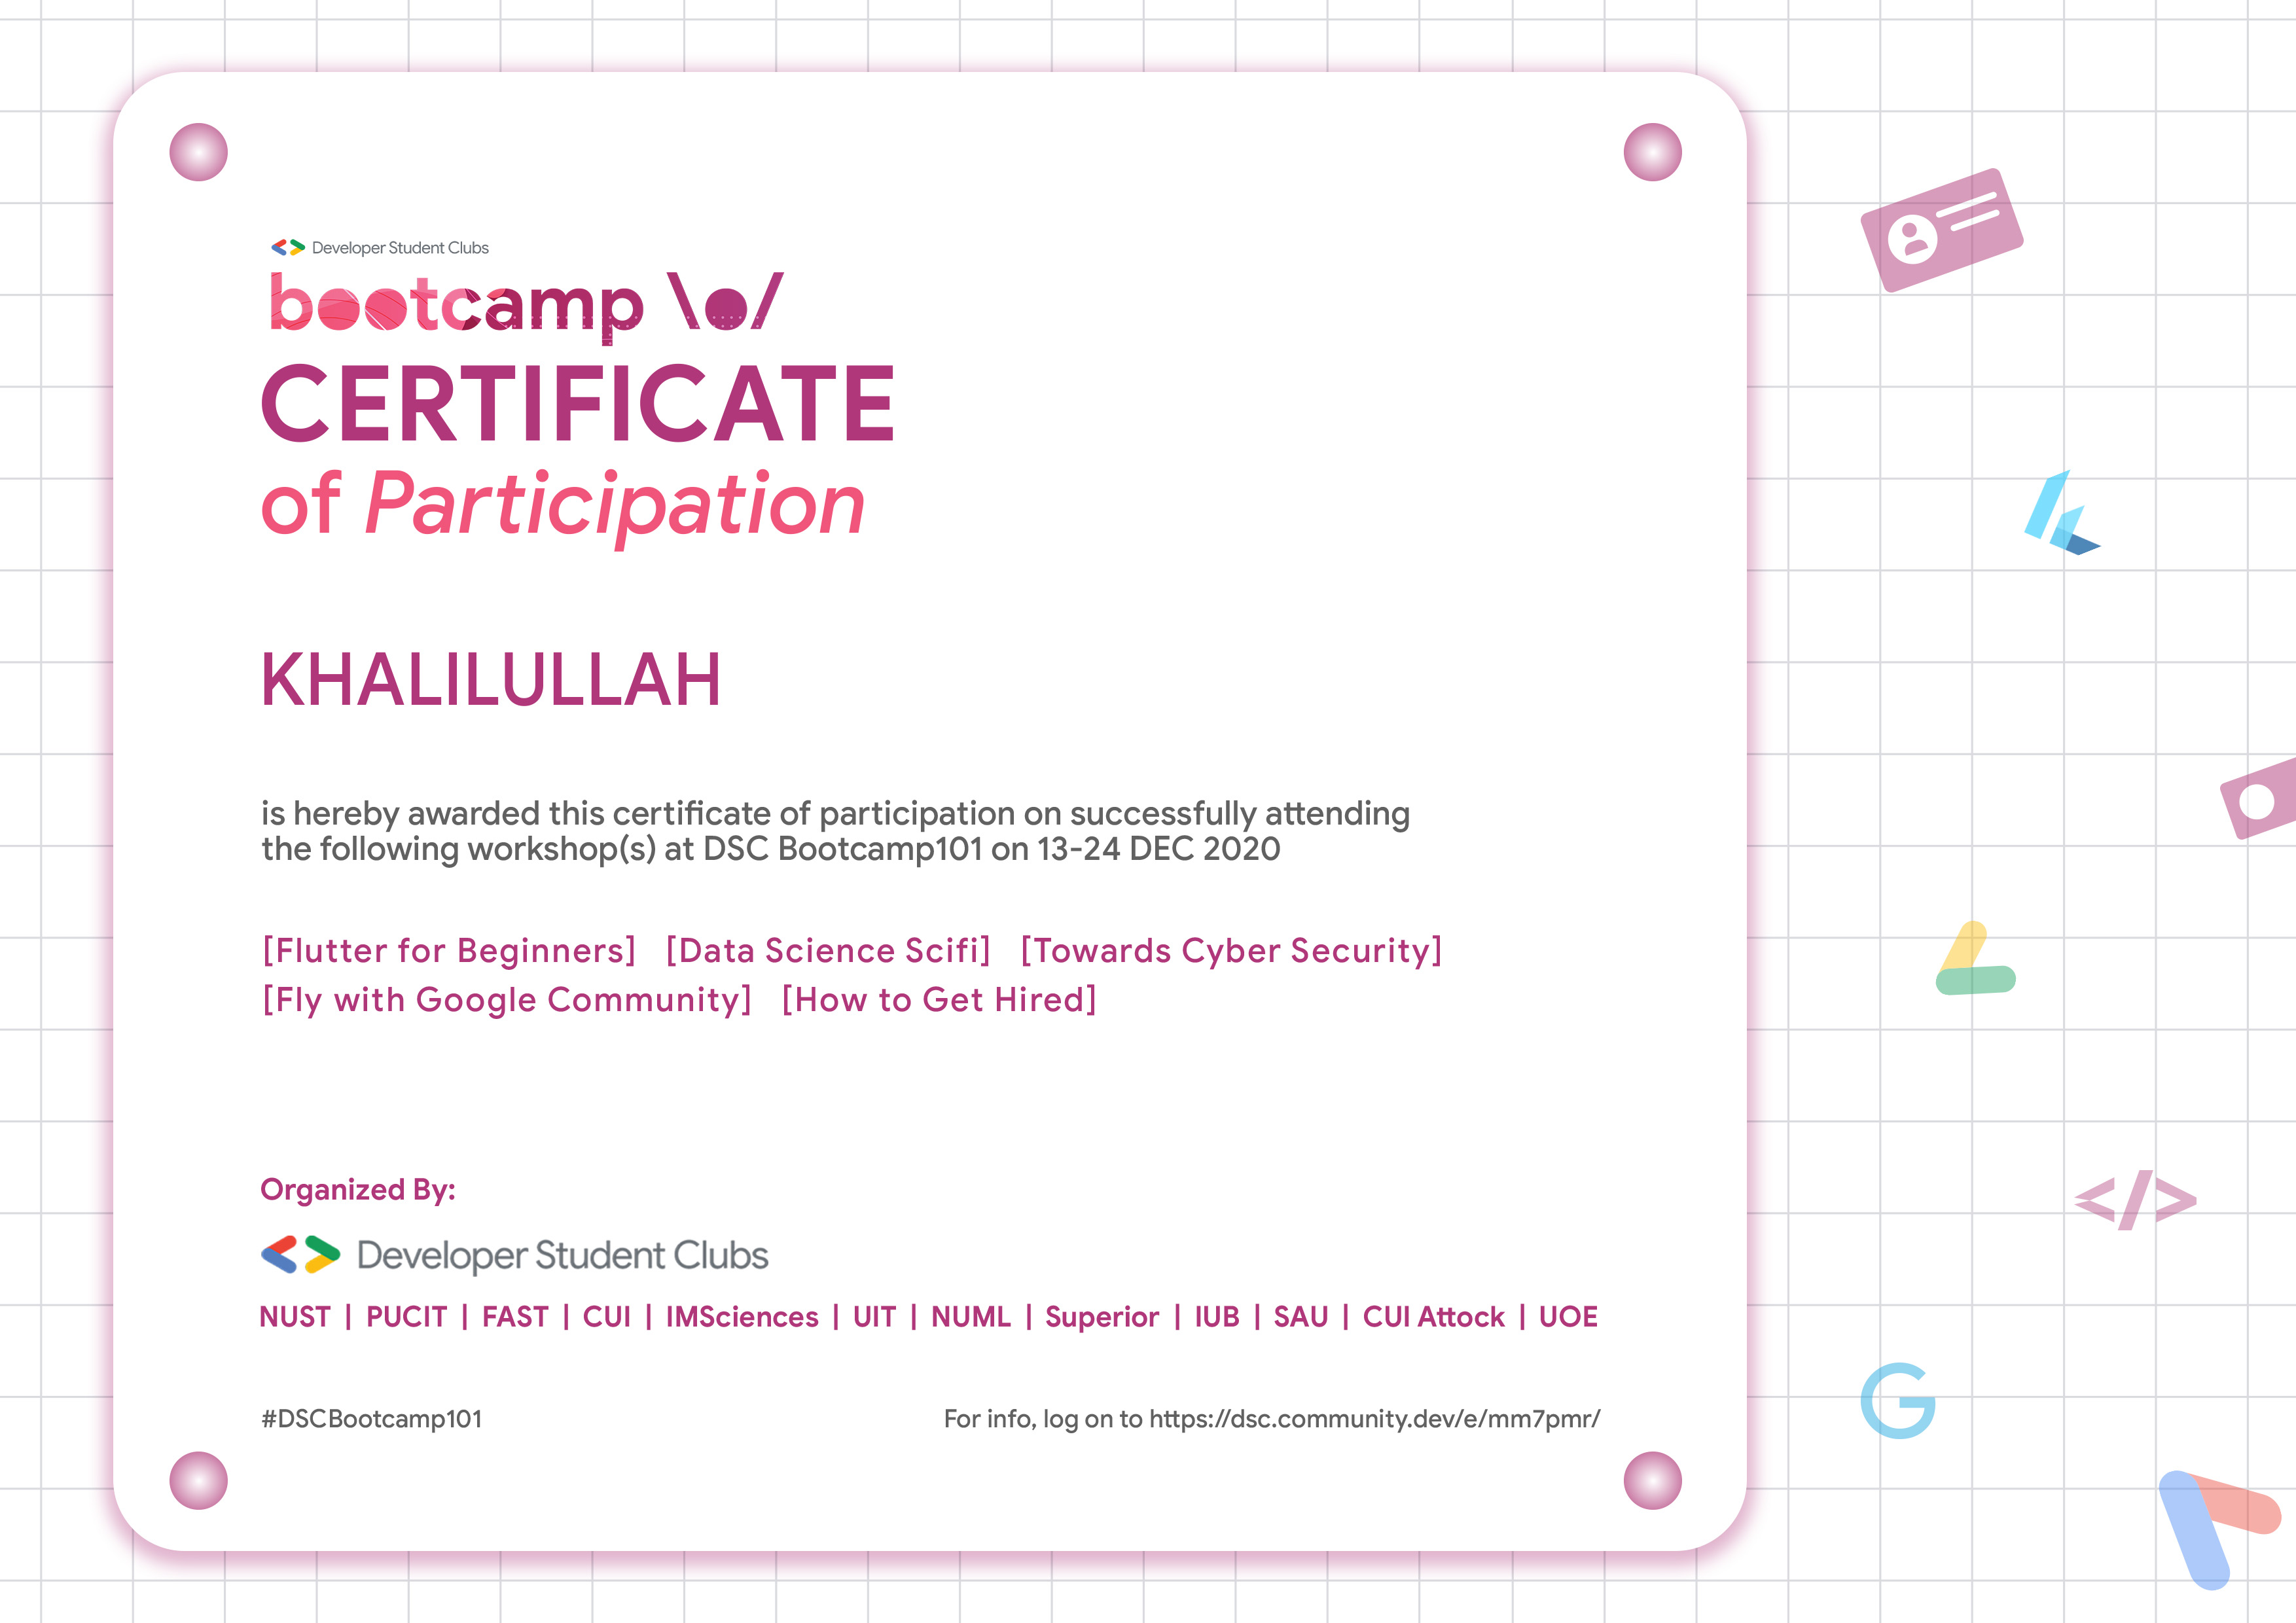 Developer Student Clubs
bootcamp \o/
CERTIFICATE
of Participation
KHALILULLAH
is hereby awarded this certificate of participation on successfully attending
the following workshop(s) at DSC Bootcamp101 on 13-24 DEC 2020
[Flutter for Beginners] [Data Science Scifi] [Towards Cyber Security]
[Fly with Google Community] [How to Get Hired]
Organized By:
Developer Student Clubs
NUST | PUCIT | FAST | CUI | IMSciences | UIT | NUML | Superior | IUB | SAU | CUI Attock | UOE
#DSCBootcamp101
For info, log on to https://dsc.community.dev/e/mm7pmr/